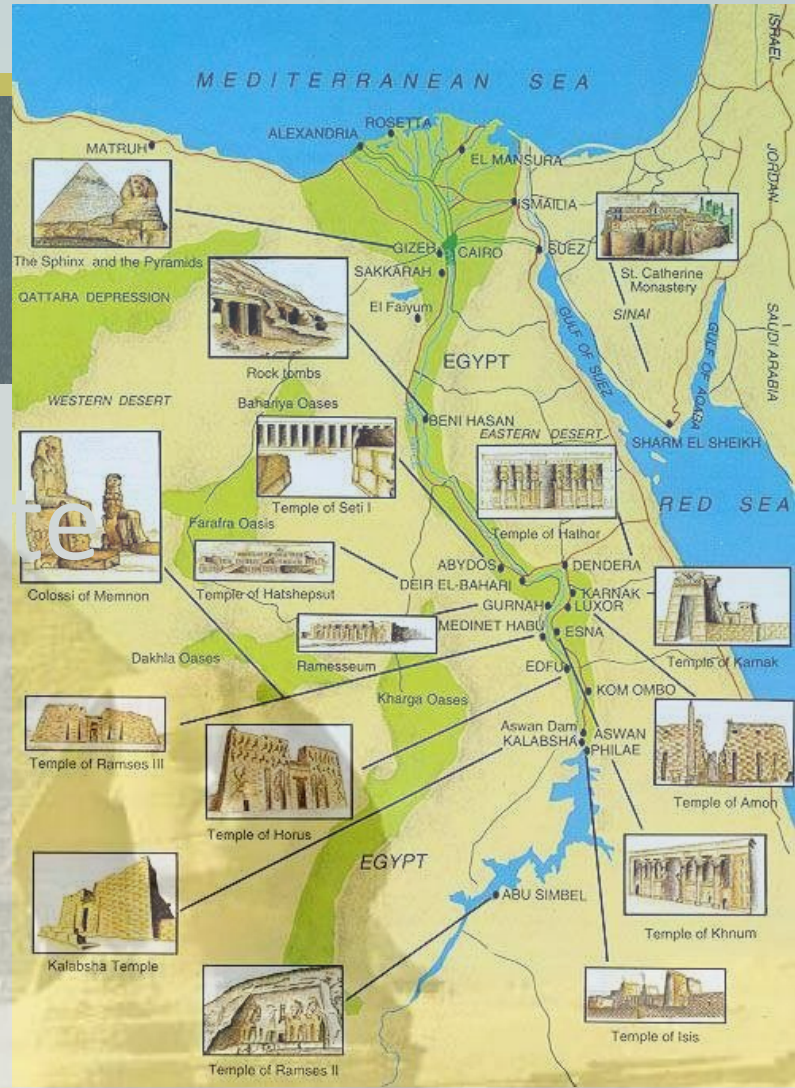 MEDITERRANEAN SEA
ISRAEL
ROSETTA
ALEXANDRIA
MATRUH
EL MANSURA
JORDAN
ISMAILIA
GIZEH
CAIRO
SUEZ
The Sphinx and the Pyramids
SAKKARAH
St. Catherine
Monastery
QATTARA DEPRESSION
El Faiyum
SINAI
GULF OF SUEZ
GULF OF AQABA
SAUDI ARABIA
EGYPT
Rock tombs
WESTERN DESERT
Bahariya Oases
BENI HASAN
EASTERN DESERT
SHARM EL SHEIKH
RED SEA
te
Temple of Seti I
Farafra Oasis
Temple of Hathor
ABYDOS
DENDERA
DEIR EL-BAHARI
Colossi of Memnon
Temple of Hatshepsut
KARNAK
GURNAH
LUXOR
MEDINET HABU
ESNA
Dakhla Oases
Ramesseum
Temple of Karnak
EDFU
Kharga Oases
KOM OMBO
Aswan Dam
ASWAN
KALABSHA
PHILAE
Temple of Ramses III
Temple of Amon
Temple of Horus
EGYPT
ABU SIMBEL
Temple of Khnum
Kalabsha Temple
Temple of Isis
Temple of Ramses II